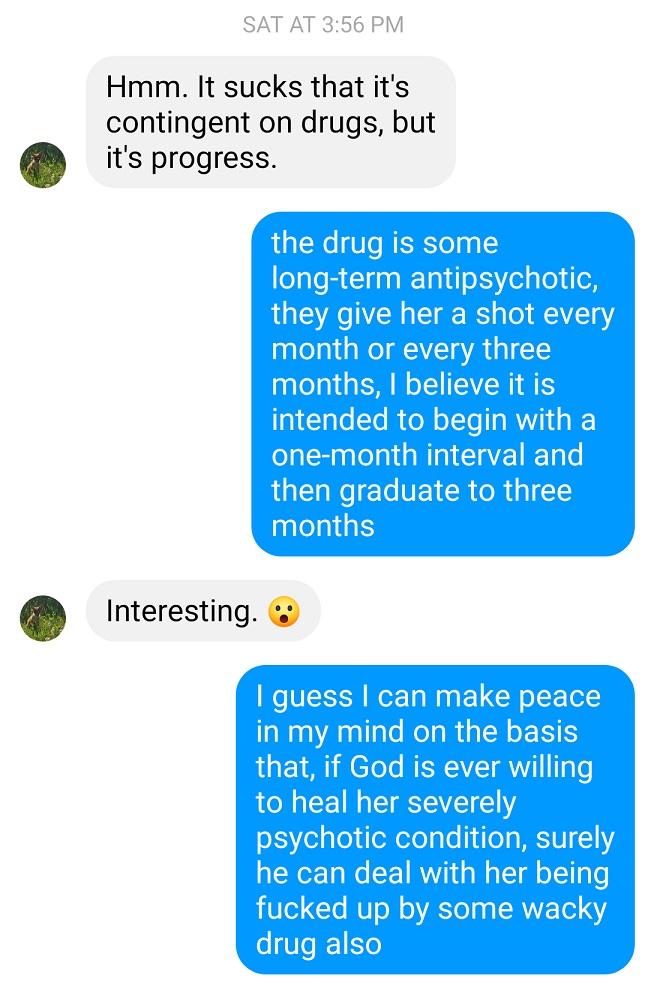 SAT AT 3:56 PM
Hmm. It sucks that it's
contingent on drugs, but
it's progress.
the drug is some
long-term antipsychotic,
they give her a shot every
month or every three
months, I believe it is
intended to begin with a
one-month interval and
then graduate to three
months
Interesting. 😮
I guess I can make peace
in my mind on the basis
that, if God is ever willing
to heal her severely
psychotic condition, surely
he can deal with her being
fucked up by some wacky
drug also